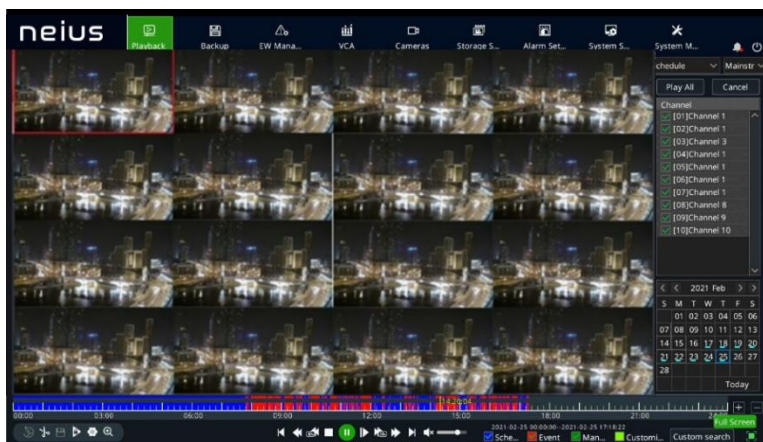 neius
Playback Backup EW Mana... VCA Cameras Storage S... Alarm Set... System S... System M...
chedule Mainstr
Play All Cancel
Channel
[01]Channel 1
[02]Channel 1
[03]Channel 3
[04]Channel 1
[05]Channel 1
[06]Channel 1
[07]Channel 1
[08]Channel 8
[09]Channel 9
[10]Channel 10
2021 Feb
S M T W T F S
01 02 03 04 05 06
07 08 09 10 11 12 13
14 15 16 17 18 19 20
21 22 23 24 25 26 27
28
Today
14:26:04
00:00 03:00 06:00 09:00 12:00 15:00 18:00 21:00 24:00
Full Screen
2021-02-25 00:00:00--2021-02-25 17:18:22
Sche... Event Man... Customi... Custom search